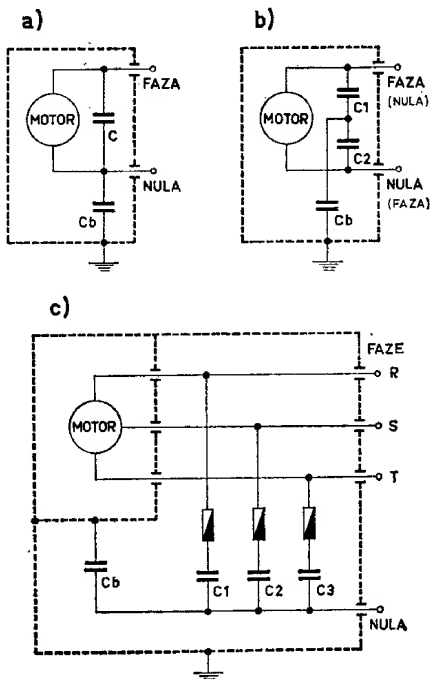 a)
FAZA
MOTOR
C
NULA
Cb
b)
FAZA
(NULA)
C1
MOTOR
C2
NULA
(FAZA)
Cb
c)
FAZE
R
MOTOR
S
T
Cb
C1
C2
C3
NULA